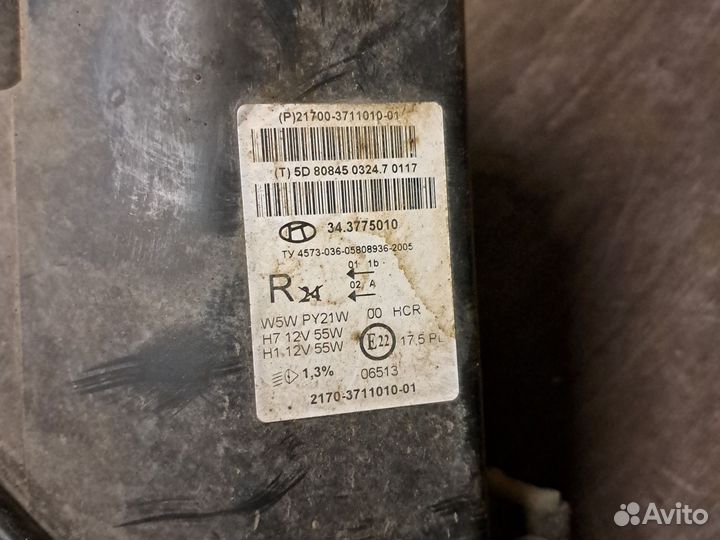 (P)21700-3711010-01
(T) 5D 80845 0324.7 0117
34.3775010
ТУ 4573-036-05808936-2005
01 1b
R 24
02 A
W5W PY21W 00 HCR
H7 12V 55W
H1 12V 55W
E22 17,5 PL
1,3% 06513
2170-3711010-01
Avito